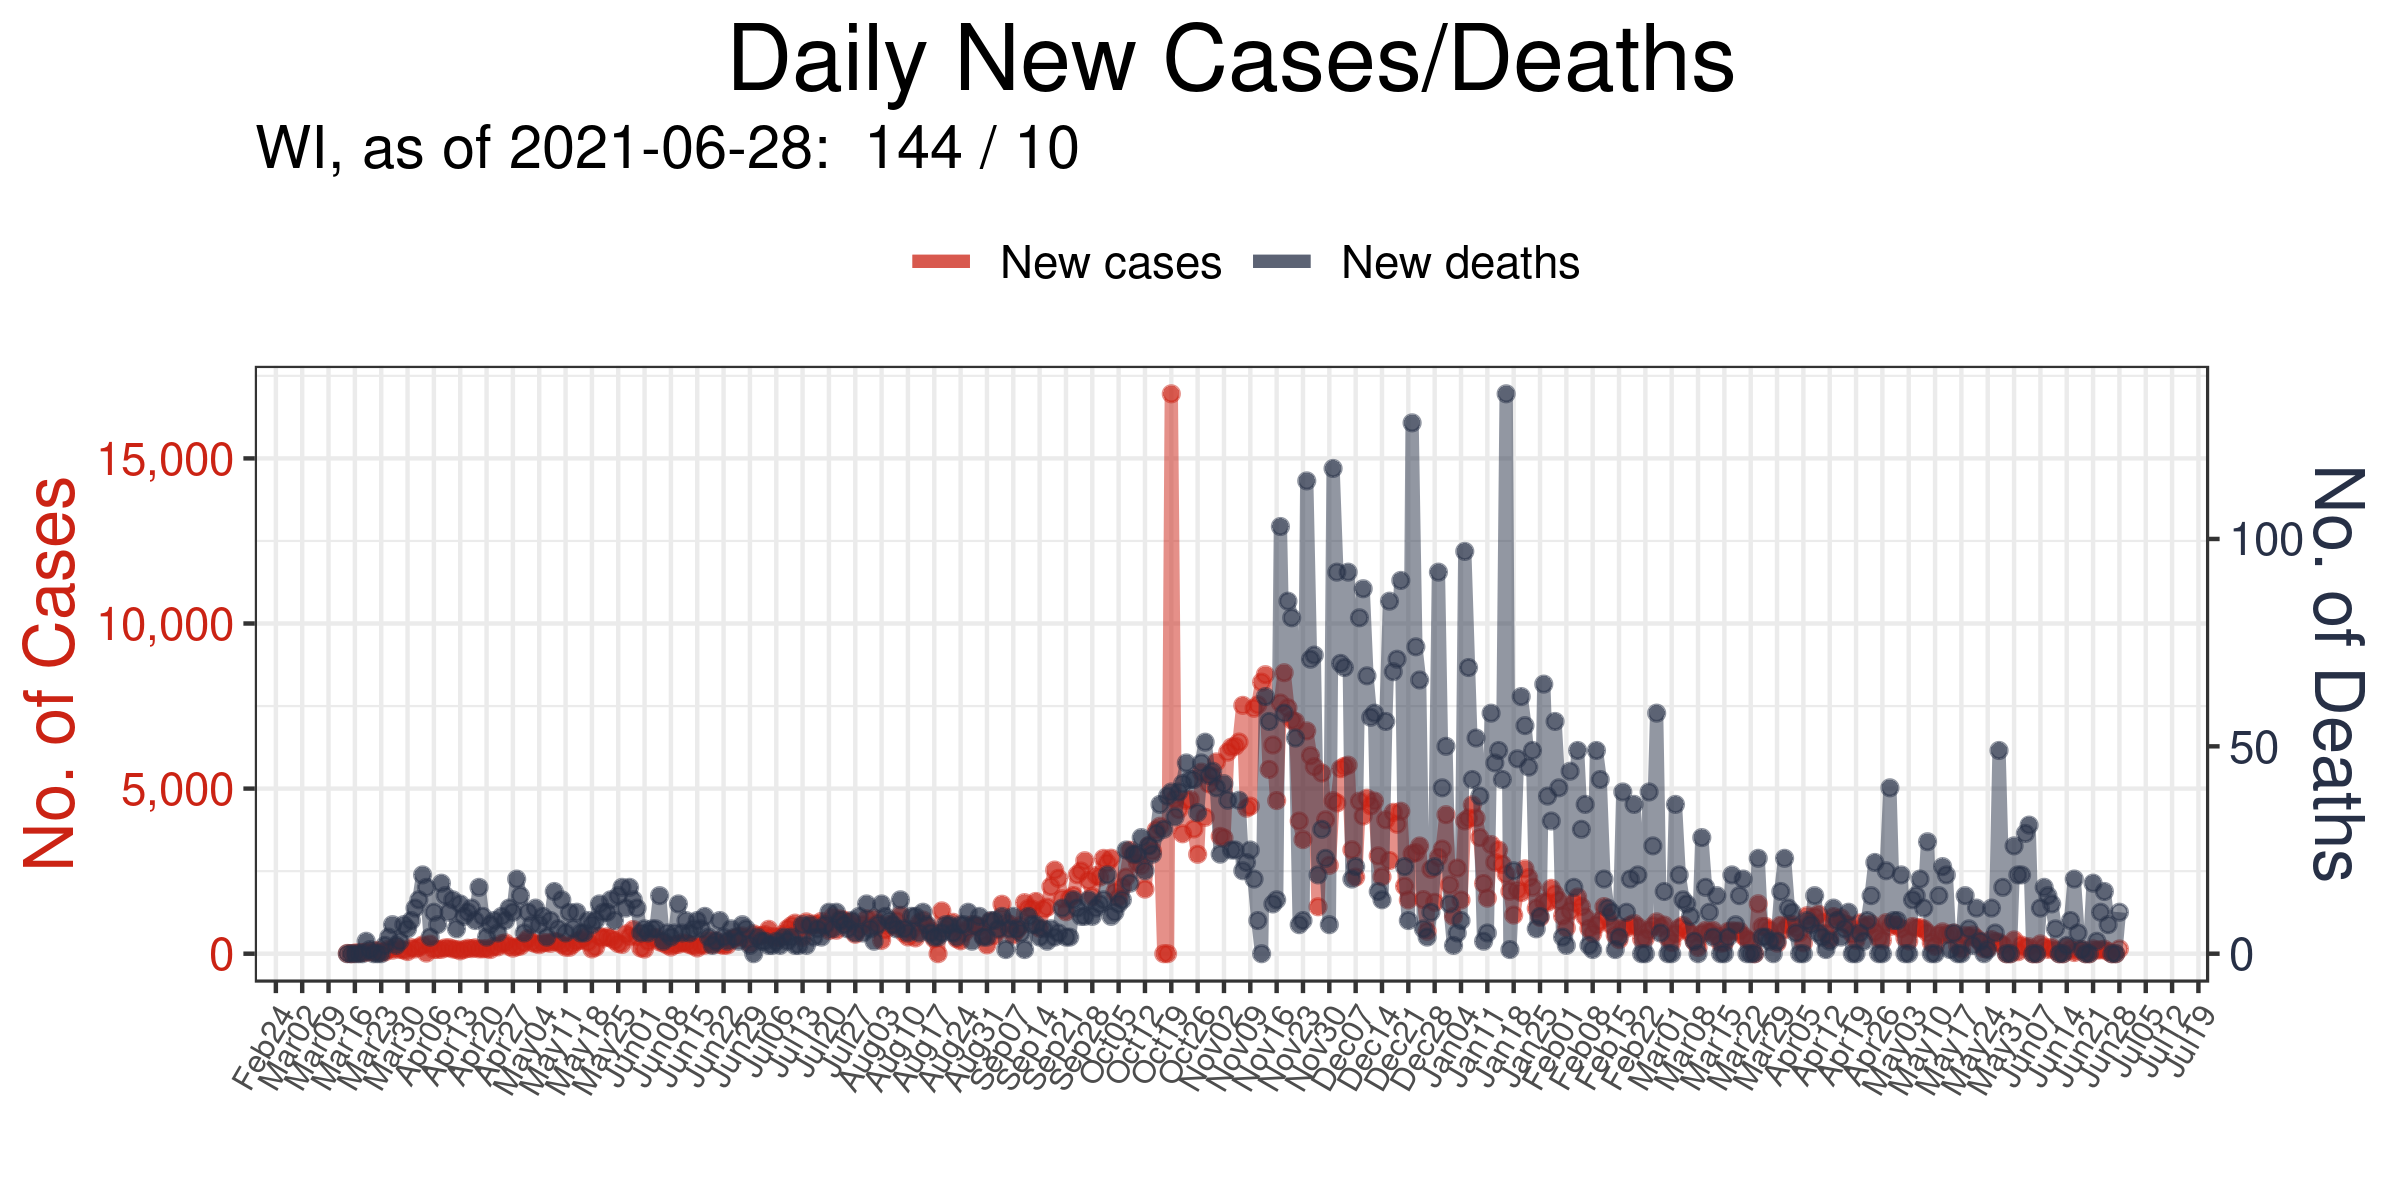 Daily New Cases/Deaths
WI, as of 2021-06-28:  144 / 10
New cases
New deaths
No. of Cases
15,000
10,000
5,000
0
No. of Deaths
100
50
0
Feb24
Mar02
Mar09
Mar16
Mar23
Mar30
Apr06
Apr13
Apr20
Apr27
May04
May11
May18
May25
Jun01
Jun08
Jun15
Jun22
Jun29
Jul06
Jul13
Jul20
Jul27
Aug03
Aug10
Aug17
Aug24
Aug31
Sep07
Sep14
Sep21
Sep28
Oct05
Oct12
Oct19
Oct26
Nov02
Nov09
Nov16
Nov23
Nov30
Dec07
Dec14
Dec21
Dec28
Jan04
Jan11
Jan18
Jan25
Feb01
Feb08
Feb15
Feb22
Mar01
Mar08
Mar15
Mar22
Mar29
Apr05
Apr12
Apr19
Apr26
May03
May10
May17
May24
May31
Jun07
Jun14
Jun21
Jun28
Jul05
Jul12
Jul19